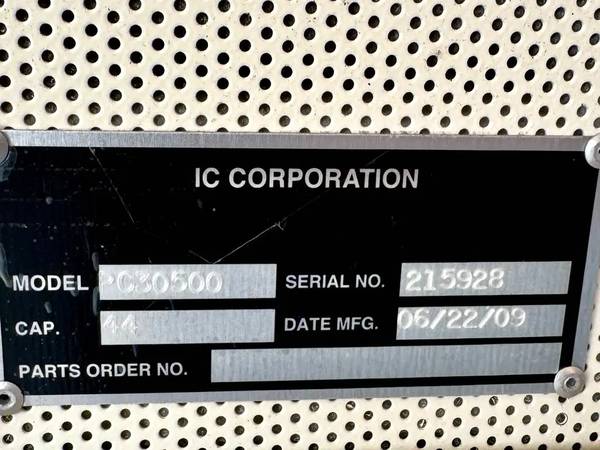 IC CORPORATION
MODEL PC30500 SERIAL NO. 215928
CAP. 44 DATE MFG. 06/22/09
PARTS ORDER NO.